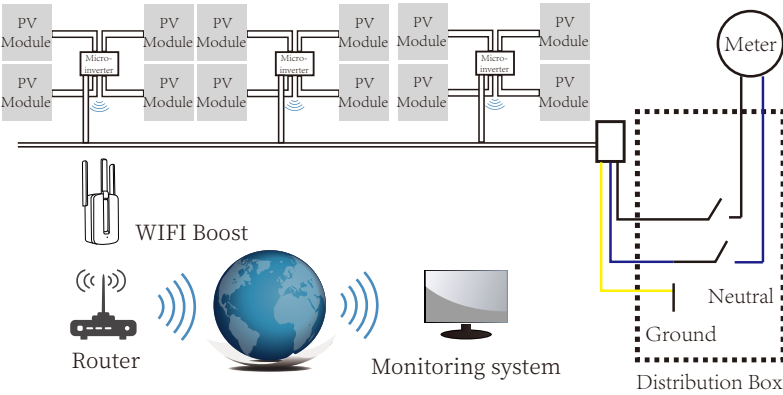 PV
Module
PV
Module
PV
Module
PV
Module
PV
Module
PV
Module
Micro-
inverter
Micro-
inverter
Micro-
inverter
PV
Module
PV
Module
PV
Module
PV
Module
PV
Module
PV
Module
Meter
WIFI Boost
Router
Monitoring system
Neutral
Ground
Distribution Box